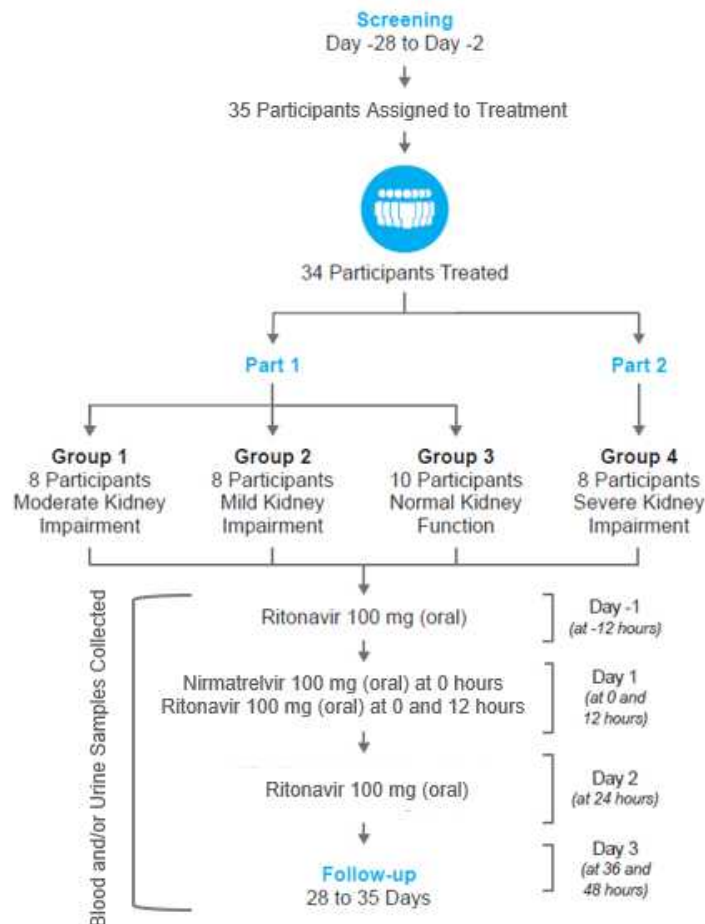 Screening
Day -28 to Day -2
35 Participants Assigned to Treatment
34 Participants Treated
Part 1
Part 2
Group 1
8 Participants
Moderate Kidney
Impairment
Group 2
8 Participants
Mild Kidney
Impairment
Group 3
10 Participants
Normal Kidney
Function
Group 4
8 Participants
Severe Kidney
Impairment
Blood and/or Urine Samples Collected
Ritonavir 100 mg (oral)
Day -1
(at -12 hours)
Nirmatrelvir 100 mg (oral) at 0 hours
Ritonavir 100 mg (oral) at 0 and 12 hours
Day 1
(at 0 and
12 hours)
Ritonavir 100 mg (oral)
Day 2
(at 24 hours)
Follow-up
28 to 35 Days
Day 3
(at 36 and
48 hours)